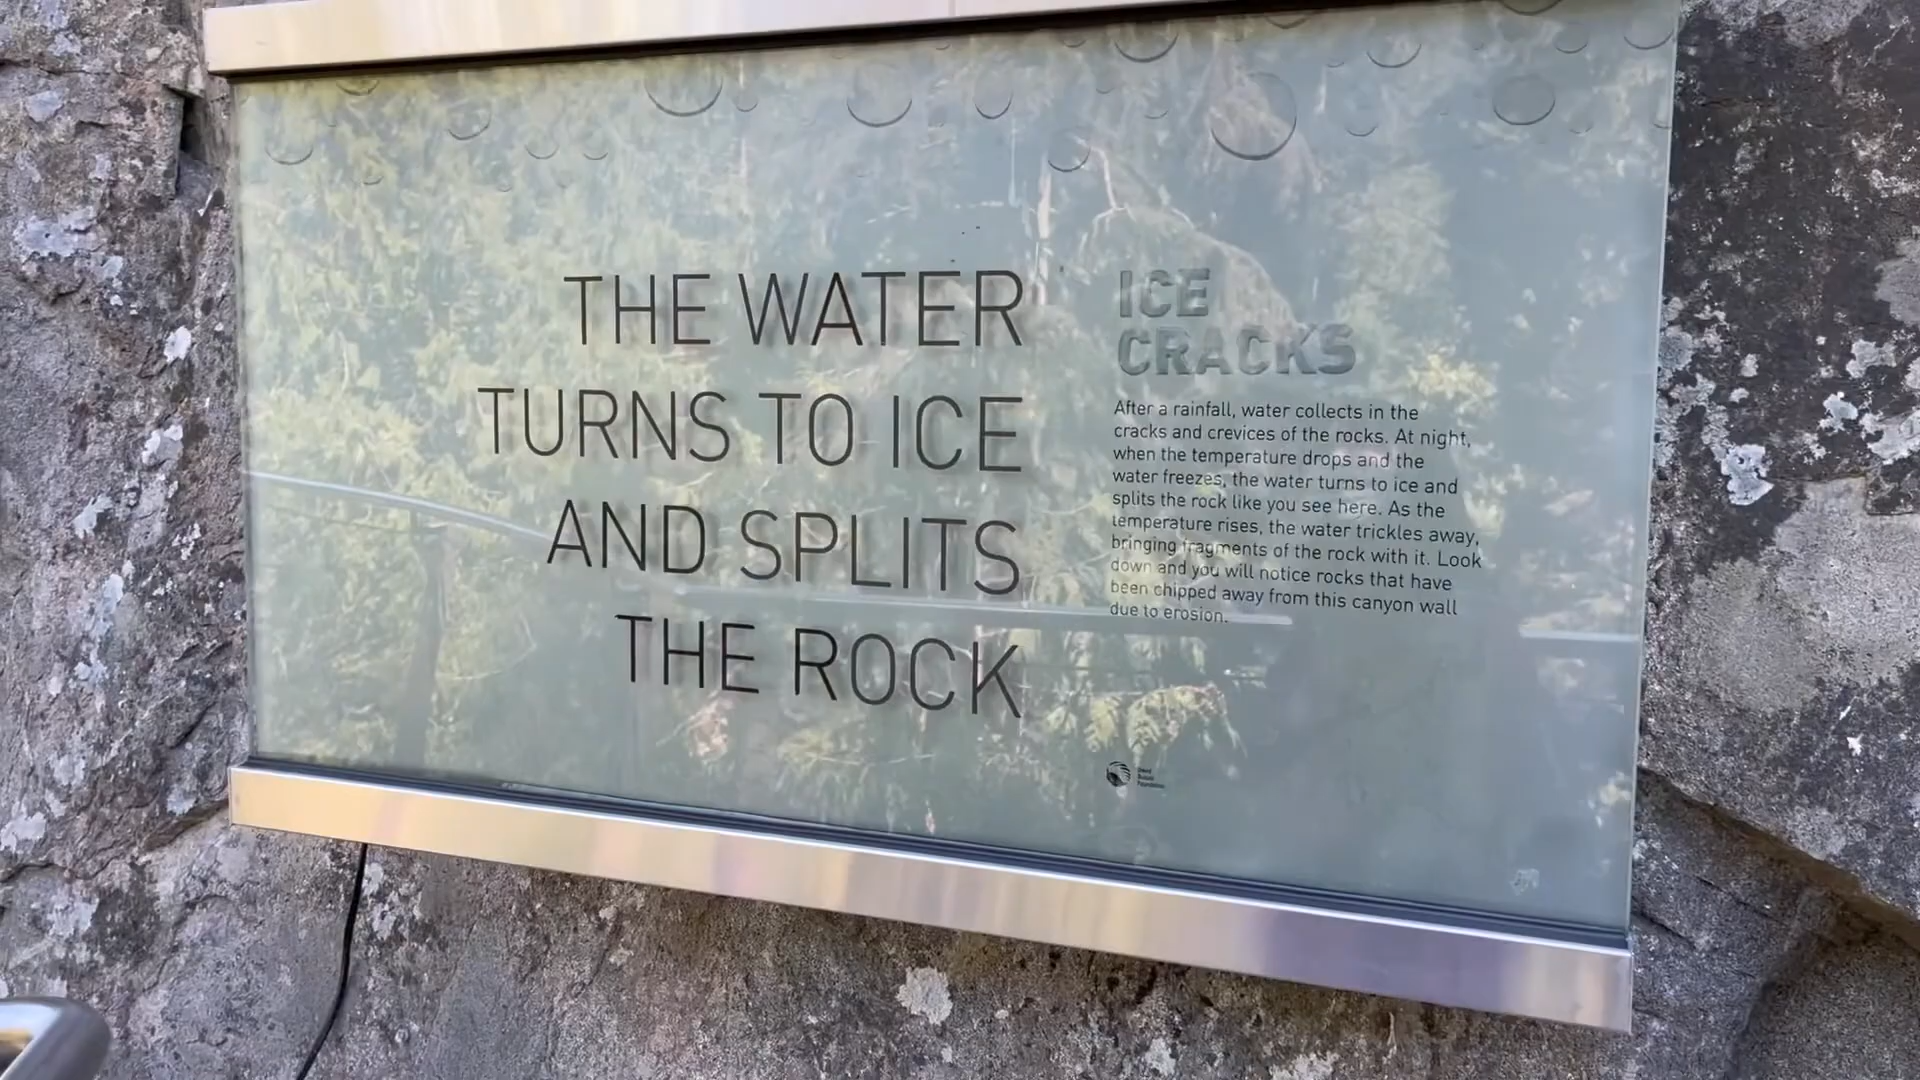 THE WATER
TURNS TO ICE
AND SPLITS
THE ROCK
ICE
CRACKS
After a rainfall, water collects in the
cracks and crevices of the rocks. At night,
when the temperature drops and the
water freezes, the water turns to ice and
splits the rock like you see here. As the
temperature rises, the water trickles away,
bringing fragments of the rock with it. Look
down and you will notice rocks that have
been chipped away from this canyon wall
due to erosion.
David
Suzuki
Foundation